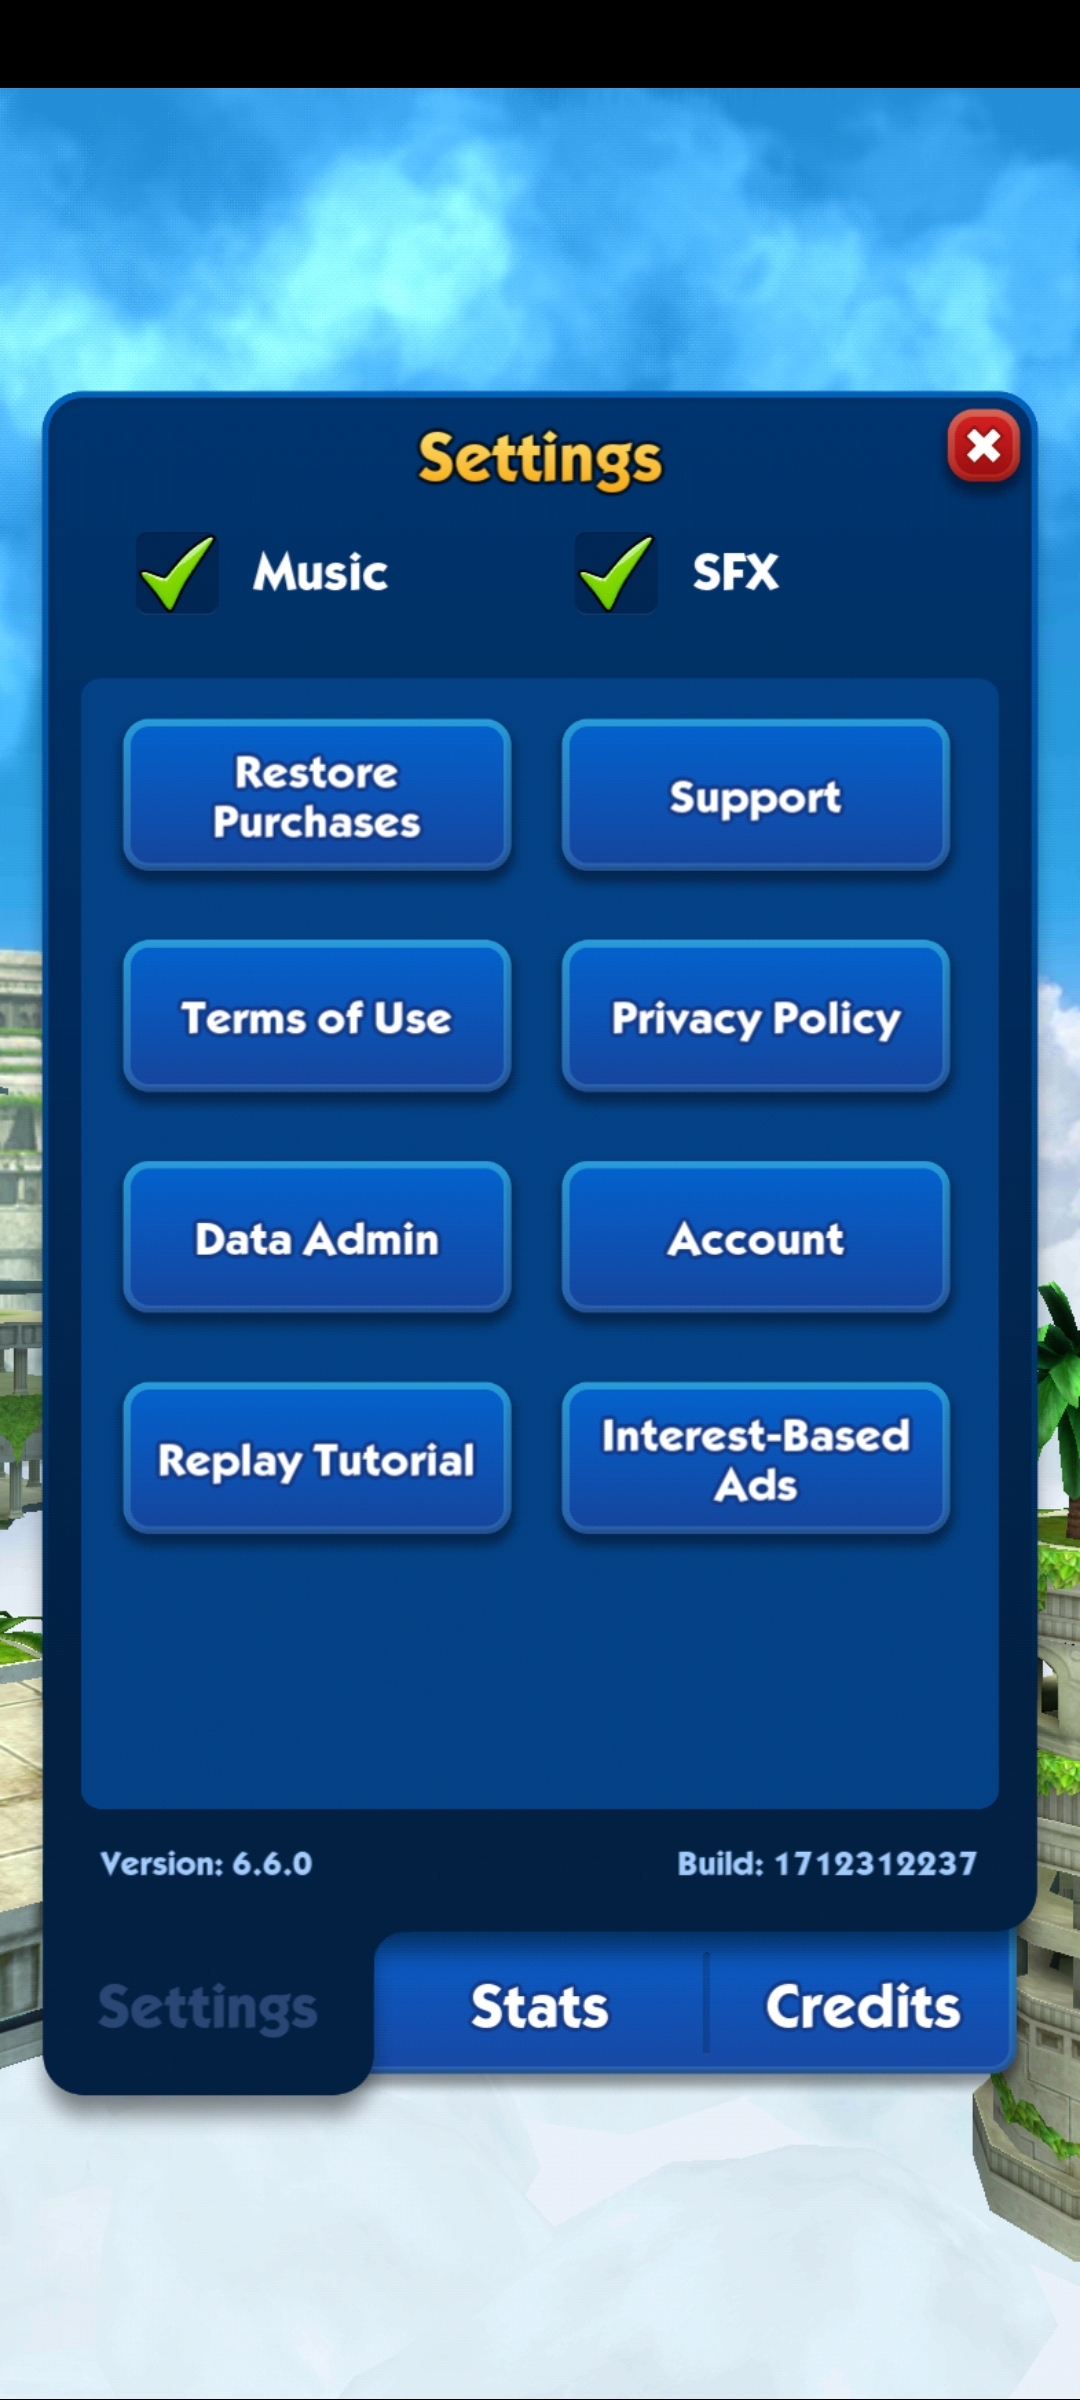 Settings
Music
SFX
Restore
Purchases
Support
Terms of Use
Privacy Policy
Data Admin
Account
Replay Tutorial
Interest-Based
Ads
Version: 6.6.0
Build: 1712312237
Settings
Stats
Credits